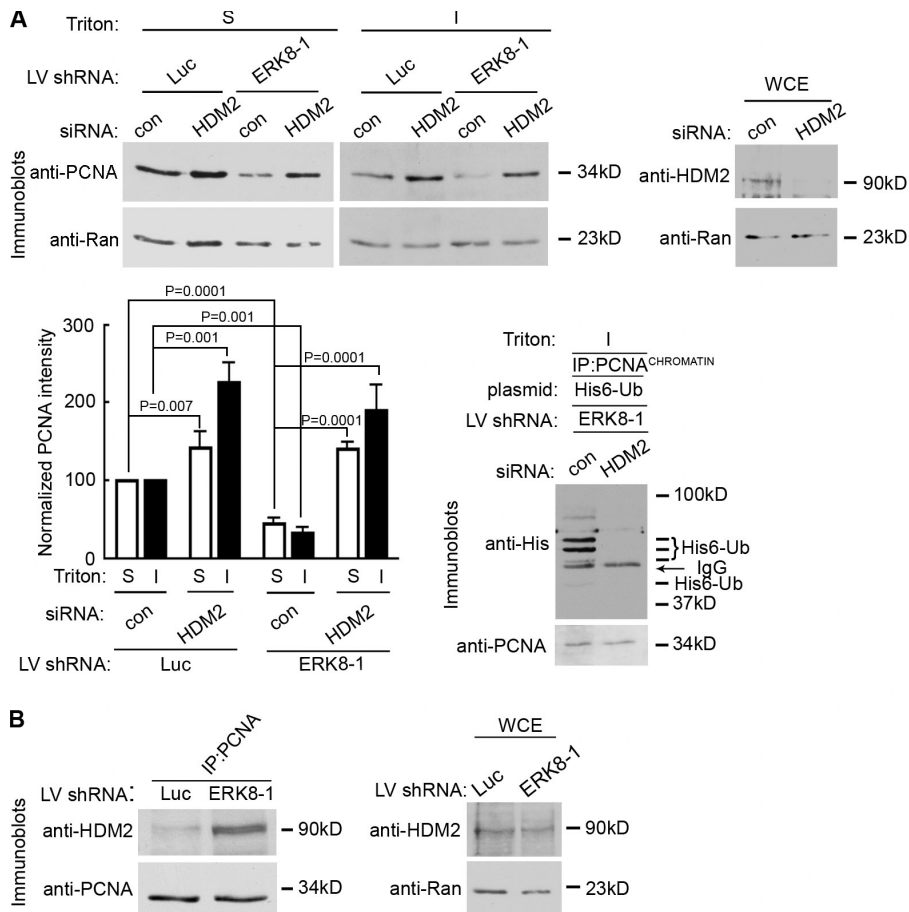 A
Triton: S I
LV shRNA: Luc ERK8-1 Luc ERK8-1
WCE
siRNA: con HDM2 con HDM2 con HDM2 con HDM2
siRNA: con HDM2
Immunoblots
anti-PCNA 34kD
anti-HDM2 90kD
anti-Ran 23kD
anti-Ran 23kD
Normalized PCNA intensity
300
200
100
0
P=0.0001
P=0.001
P=0.001
P=0.0001
P=0.007
P=0.0001
Triton: S I S I S I S I
siRNA: con HDM2 con HDM2
LV shRNA: Luc ERK8-1
Triton: I
IP:PCNA CHROMATIN
plasmid: His6-Ub
LV shRNA: ERK8-1
siRNA: con HDM2
Immunoblots
100kD
anti-His
His6-Ub
IgG
His6-Ub
37kD
anti-PCNA 34kD
B
IP:PCNA
LV shRNA: Luc ERK8-1
Immunoblots
anti-HDM2 90kD
anti-PCNA 34kD
WCE
LV shRNA: Luc ERK8-1
anti-HDM2 90kD
anti-Ran 23kD